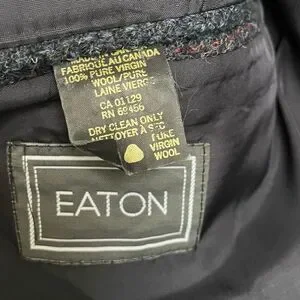 FABRIQUÉ AU CANADA
100% PURE VIRGIN
WOOL/PURE
LAINE VIERGE
CA 01129
RN 69456
DRY CLEAN ONLY
NETTOYER A SEC
PURE
VIRGIN
WOOL
EATON